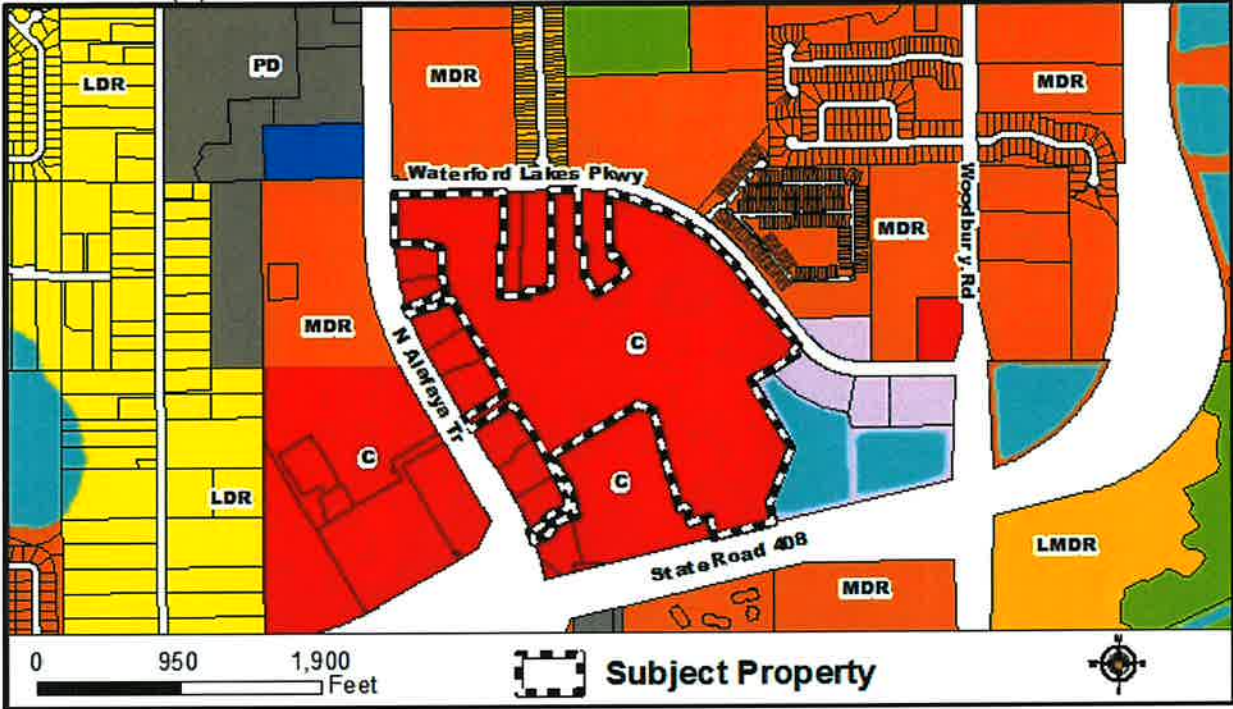 PD
LDR
MDR
MDR
Waterford Lakes Pkwy
Woodbury. Rd
MDR
MDR
N Alafaya Tr
C
C
LDR
C
LMDR
State Road 408
MDR
0 950 1,900
Feet
Subject Property